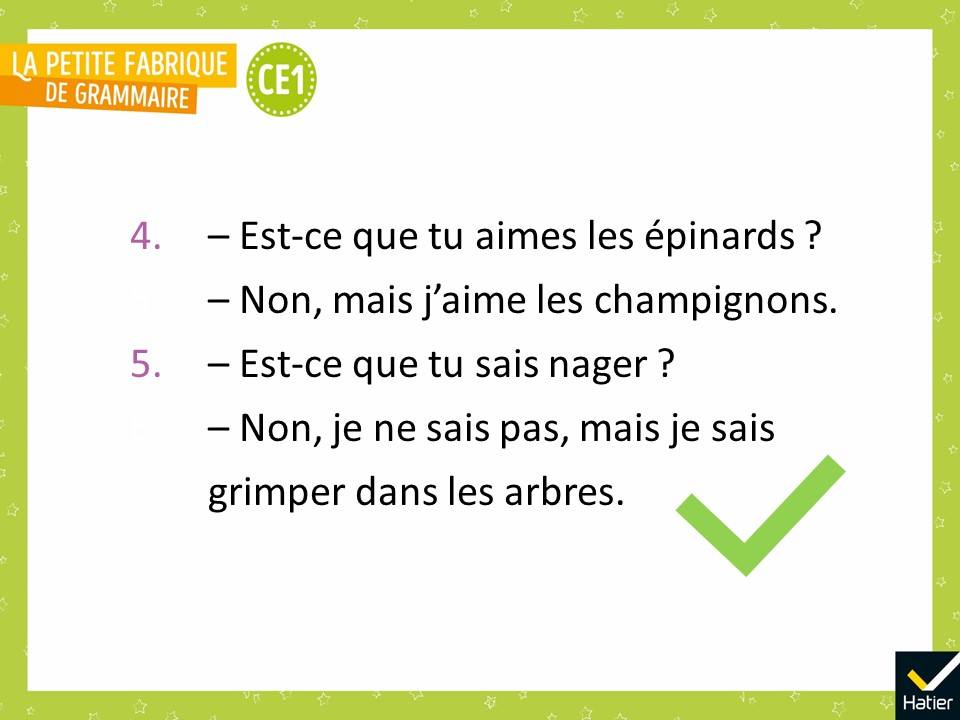 LA PETITE FABRIQUE
DE GRAMMAIRE
CE1
4. – Est-ce que tu aimes les épinards ?
– Non, mais j’aime les champignons.
5. – Est-ce que tu sais nager ?
– Non, je ne sais pas, mais je sais
grimper dans les arbres.
Hatier